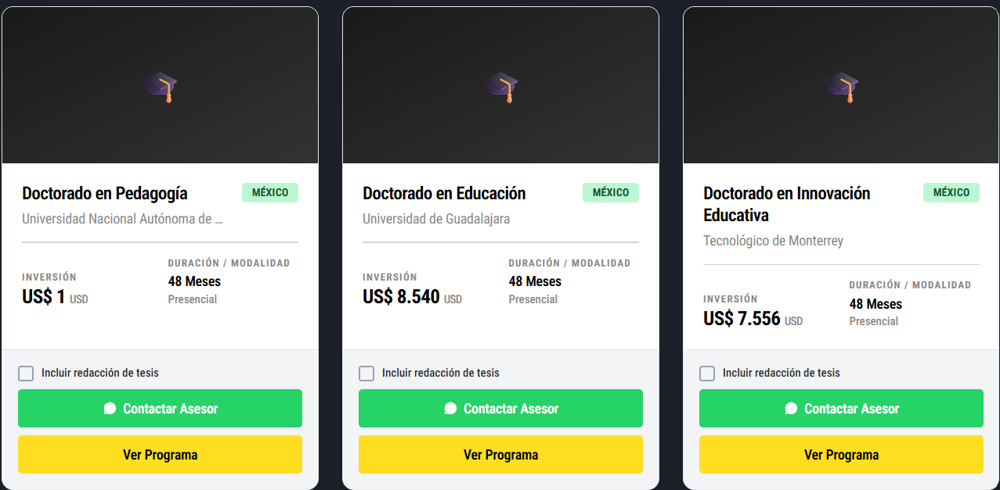 Doctorado en Pedagogía
MÉXICO
Universidad Nacional Autónoma de ...
INVERSIÓN
US$ 1 USD
DURACIÓN / MODALIDAD
48 Meses
Presencial
Incluir redacción de tesis
Contactar Asesor
Ver Programa
Doctorado en Educación
MÉXICO
Universidad de Guadalajara
INVERSIÓN
US$ 8.540 USD
DURACIÓN / MODALIDAD
48 Meses
Presencial
Incluir redacción de tesis
Contactar Asesor
Ver Programa
Doctorado en Innovación
Educativa
MÉXICO
Tecnológico de Monterrey
INVERSIÓN
US$ 7.556 USD
DURACIÓN / MODALIDAD
48 Meses
Presencial
Incluir redacción de tesis
Contactar Asesor
Ver Programa